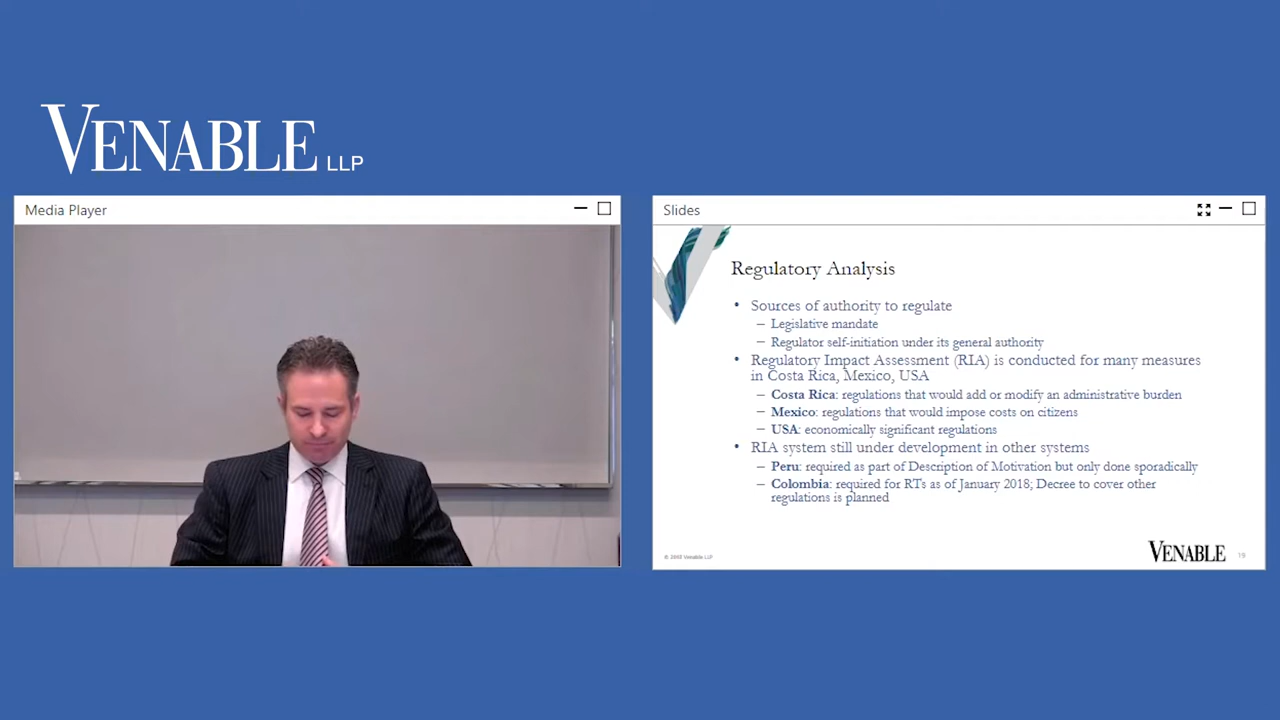 VENABLE LLP
Media Player
Slides
Regulatory Analysis
• Sources of authority to regulate
– Legislative mandate
– Regulator self-initiation under its general authority
• Regulatory Impact Assessment (RIA) is conducted for many measures
in Costa Rica, Mexico, USA
– Costa Rica: regulations that would add or modify an administrative burden
– Mexico: regulations that would impose costs on citizens
– USA: economically significant regulations
• RIA system still under development in other systems
– Peru: required as part of Description of Motivation but only done sporadically
– Colombia: required for RTs as of January 2018; Decree to cover other
regulations is planned
© Venable LLP
VENABLE
19